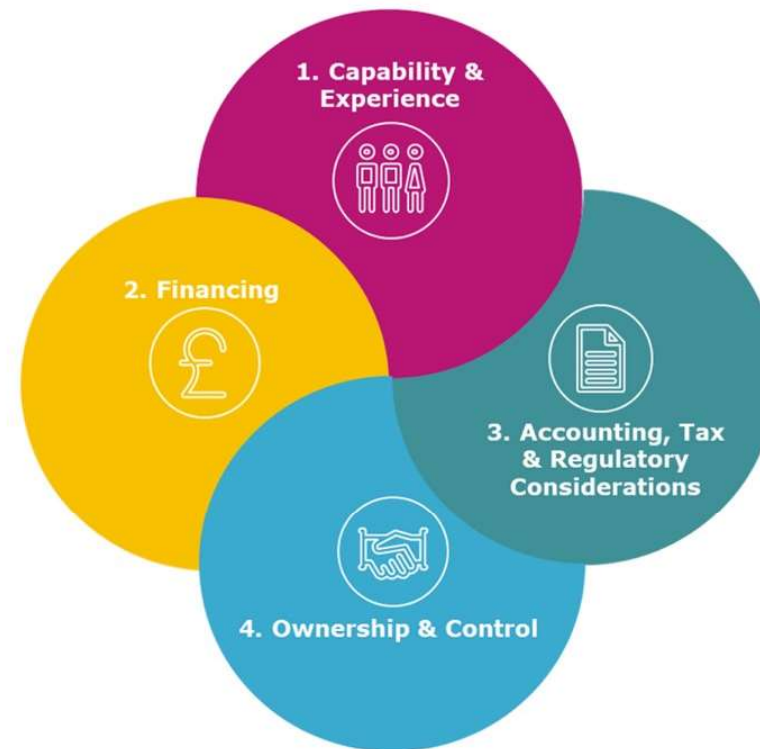 1. Capability &
Experience
2. Financing
£
3. Accounting, Tax
& Regulatory
Considerations
4. Ownership & Control